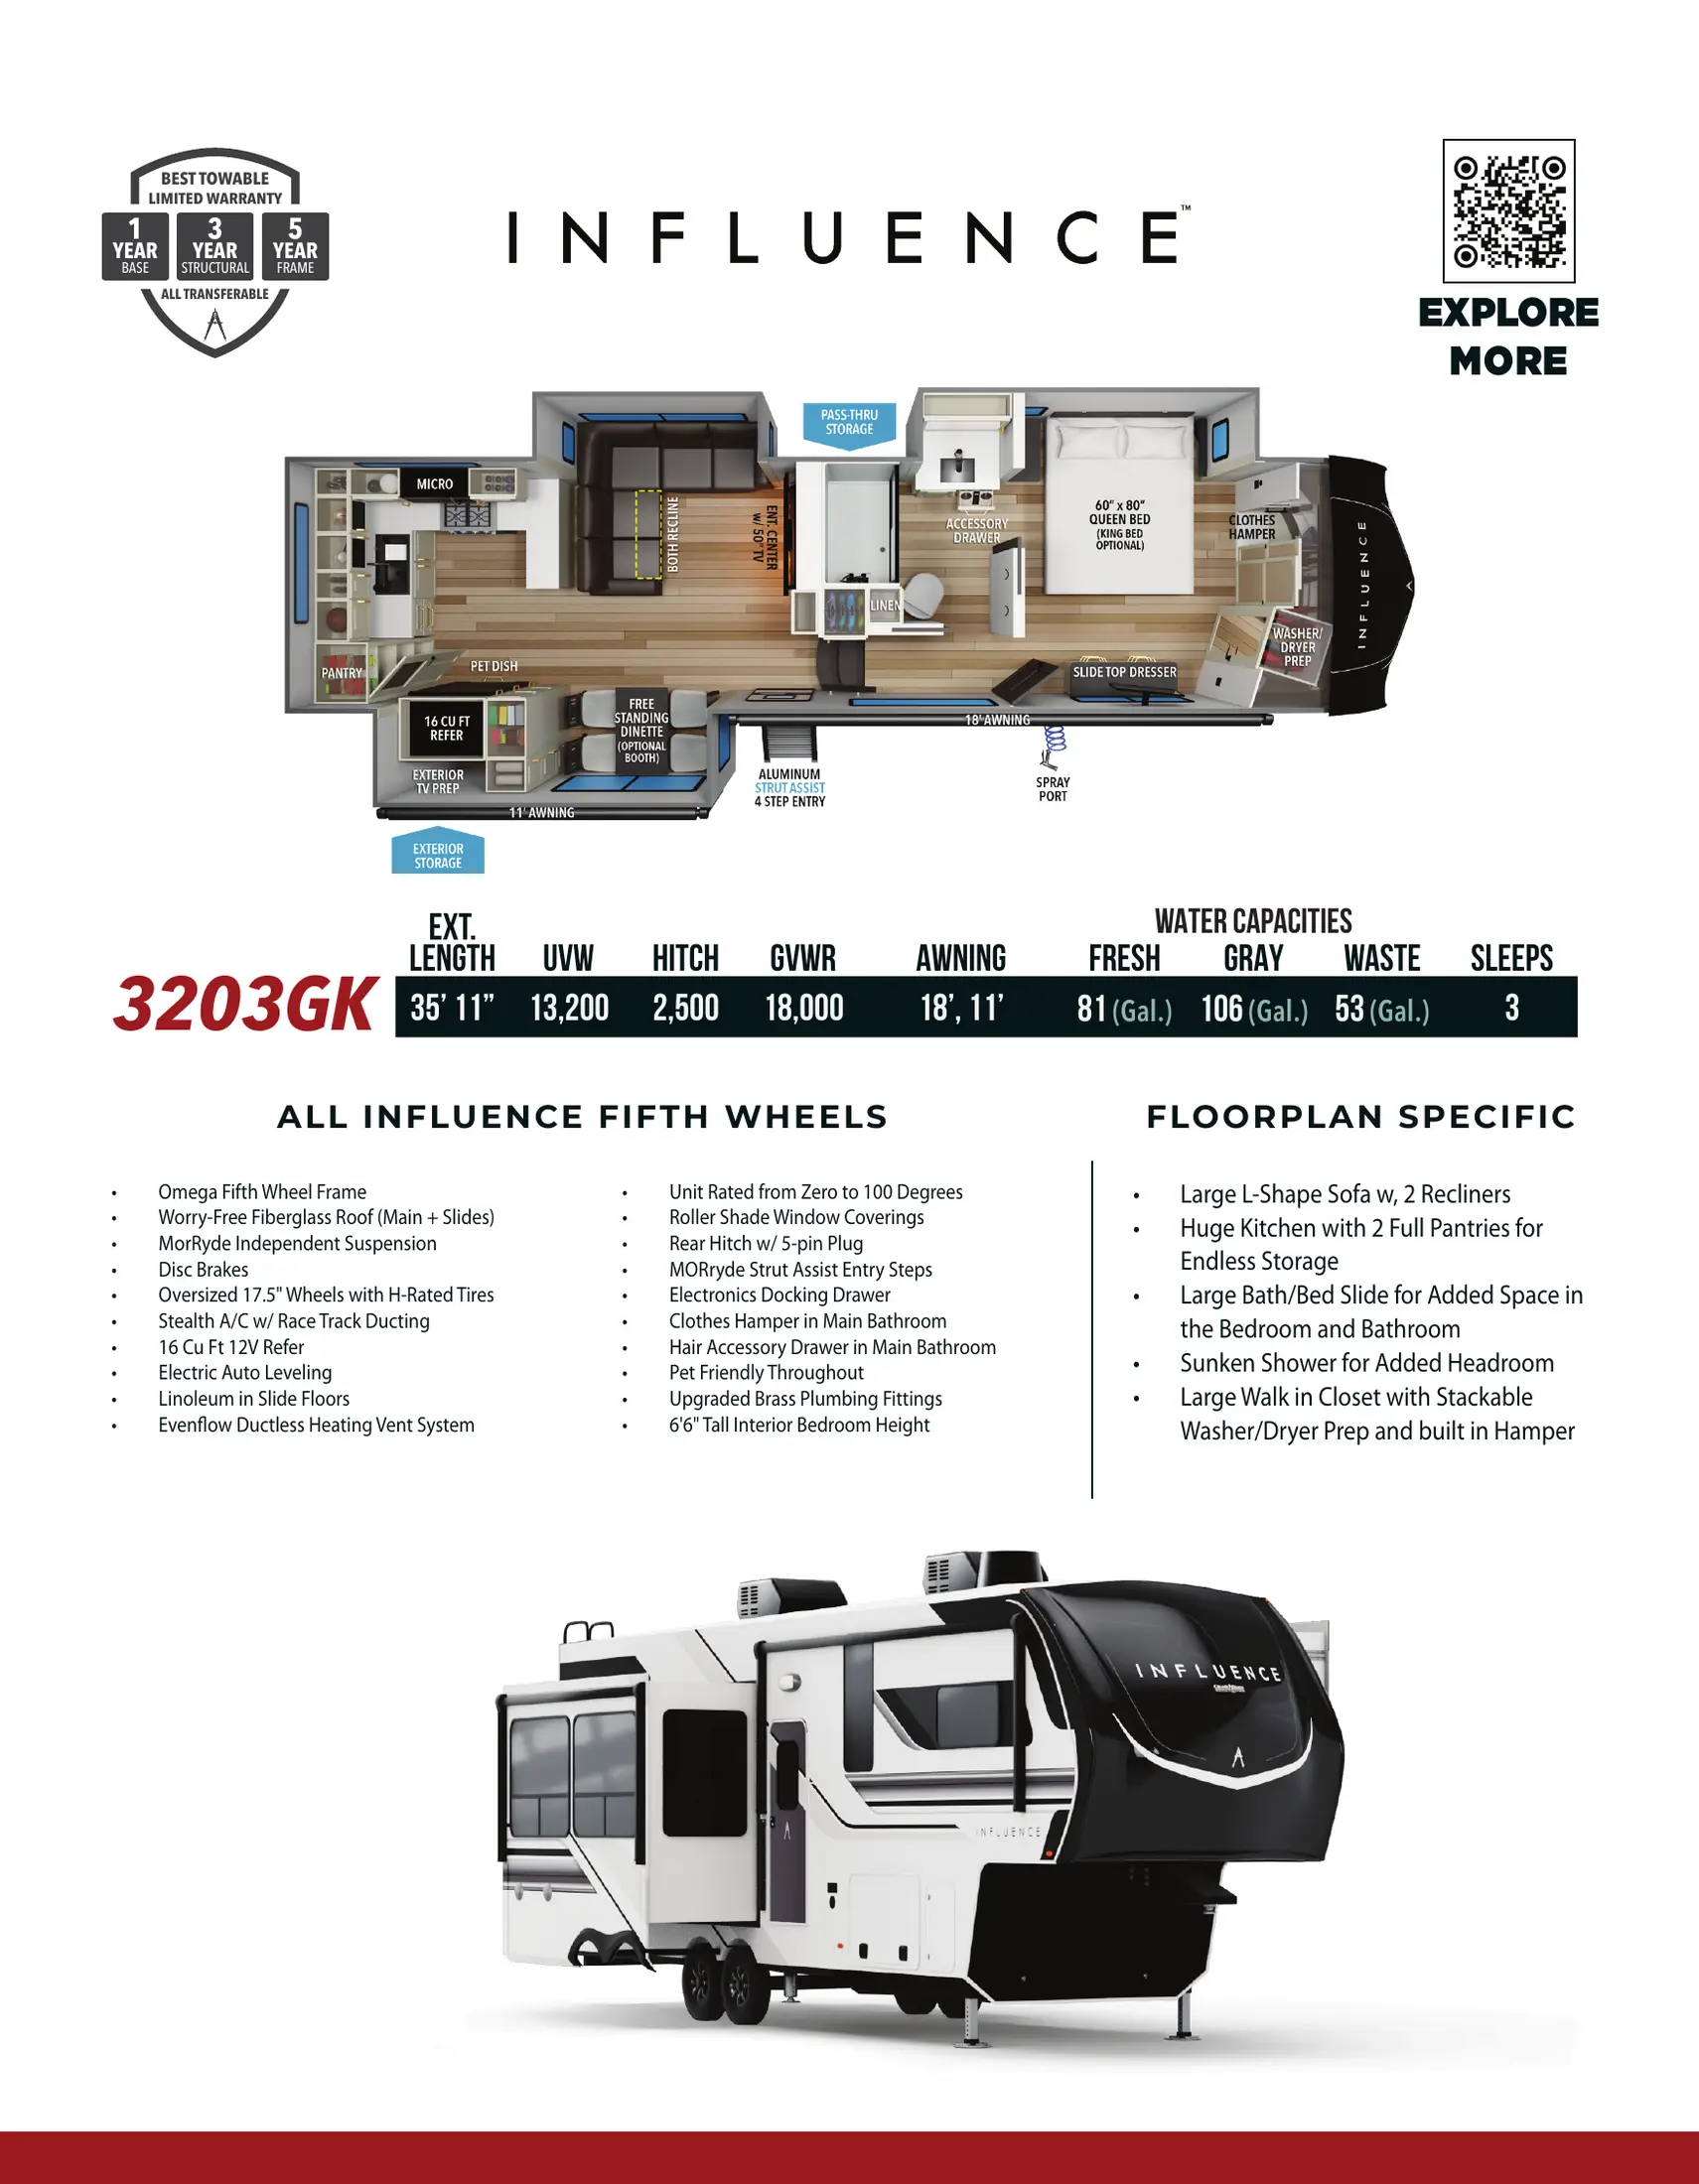 BEST TOWABLE
LIMITED WARRANTY
1
YEAR
BASE
3
YEAR
STRUCTURAL
5
YEAR
FRAME
ALL TRANSFERABLE
INFLUENCE™
EXPLORE
MORE
PASS-THRU
STORAGE
MICRO
BOTH RECLINE
ENT. CENTER
w/ 50" TV
ACCESSORY
DRAWER
60" x 80"
QUEEN BED
(KING BED
OPTIONAL)
CLOTHES
HAMPER
INFLUENCE
LINEN
WASHER/
DRYER
PREP
PANTRY
PET DISH
SLIDE TOP DRESSER
16 CU FT
REFER
FREE
STANDING
DINETTE
(OPTIONAL
BOOTH)
18' AWNING
EXTERIOR
TV PREP
ALUMINUM
STRUT ASSIST
4 STEP ENTRY
SPRAY
PORT
11' AWNING
EXTERIOR
STORAGE
EXT.
LENGTH UVW HITCH GVWR AWNING
WATER CAPACITIES
FRESH GRAY WASTE SLEEPS
3203GK 35’ 11” 13,200 2,500 18,000 18’, 11’ 81 (Gal.) 106 (Gal.) 53 (Gal.) 3
ALL INFLUENCE FIFTH WHEELS
• Omega Fifth Wheel Frame
• Worry-Free Fiberglass Roof (Main + Slides)
• MorRyde Independent Suspension
• Disc Brakes
• Oversized 17.5" Wheels with H-Rated Tires
• Stealth A/C w/ Race Track Ducting
• 16 Cu Ft 12V Refer
• Electric Auto Leveling
• Linoleum in Slide Floors
• Evenflow Ductless Heating Vent System
• Unit Rated from Zero to 100 Degrees
• Roller Shade Window Coverings
• Rear Hitch w/ 5-pin Plug
• MORryde Strut Assist Entry Steps
• Electronics Docking Drawer
• Clothes Hamper in Main Bathroom
• Hair Accessory Drawer in Main Bathroom
• Pet Friendly Throughout
• Upgraded Brass Plumbing Fittings
• 6'6" Tall Interior Bedroom Height
FLOORPLAN SPECIFIC
• Large L-Shape Sofa w, 2 Recliners
• Huge Kitchen with 2 Full Pantries for
Endless Storage
• Large Bath/Bed Slide for Added Space in
the Bedroom and Bathroom
• Sunken Shower for Added Headroom
• Large Walk in Closet with Stackable
Washer/Dryer Prep and built in Hamper
INFLUENCE
INFLUENCE